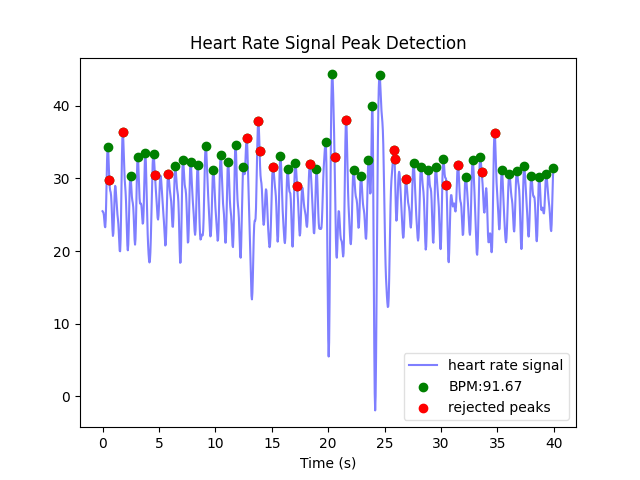 Heart Rate Signal Peak Detection
40
30
20
10
0
heart rate signal
BPM:91.67
rejected peaks
0 5 10 15 20 25 30 35 40
Time (s)